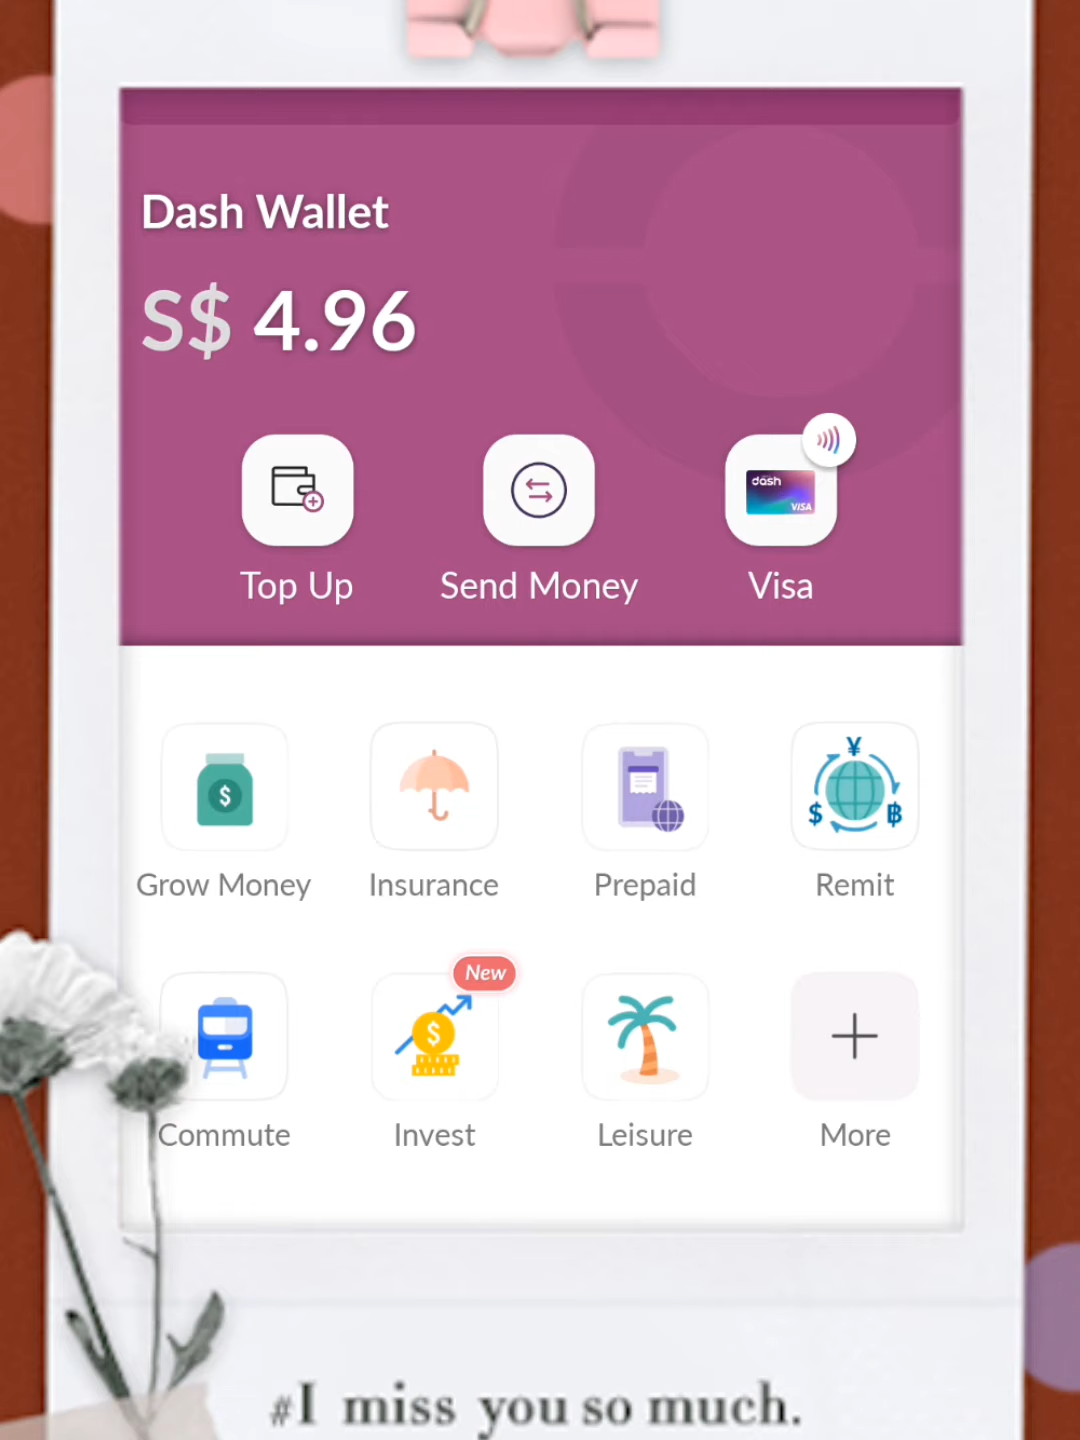 Dash Wallet
S$ 4.96
dash
VISA
Top Up Send Money Visa
$
¥
$ ฿
Grow Money Insurance Prepaid Remit
New
$
Commute Invest Leisure More
#I miss you so much.